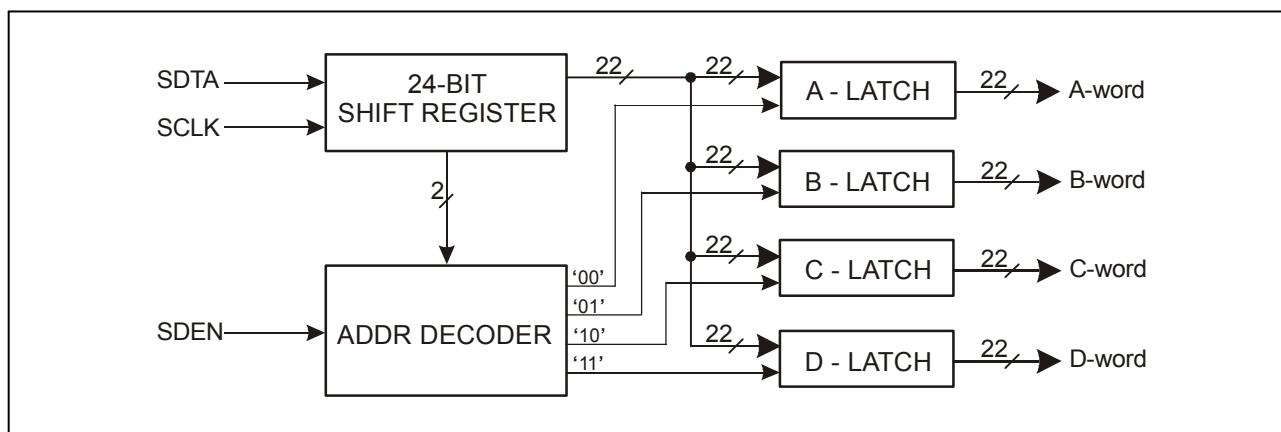 SDTA
SCLK
24-BIT
SHIFT REGISTER
22
22
A - LATCH
22
A-word
22
B - LATCH
22
B-word
2
22
C - LATCH
22
C-word
SDEN
ADDR DECODER
‘00’
‘01’
‘10’
‘11’
22
D - LATCH
22
D-word